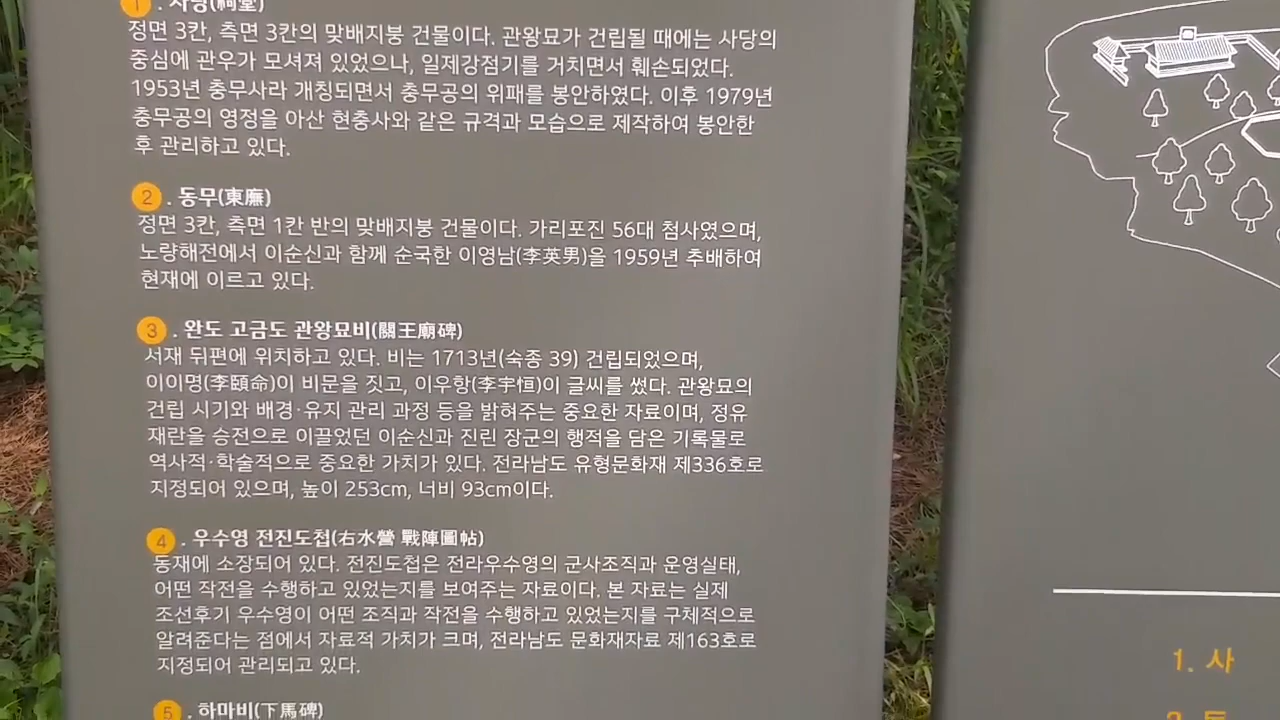 1 . 사당(祠堂)
정면 3칸, 측면 3칸의 맞배지붕 건물이다. 관왕묘가 건립될 때에는 사당의
중심에 관우가 모셔져 있었으나, 일제강점기를 거치면서 훼손되었다.
1953년 충무사라 개칭되면서 충무공의 위패를 봉안하였다. 이후 1979년
충무공의 영정을 아산 현충사와 같은 규격과 모습으로 제작하여 봉안한
후 관리하고 있다.
2 . 동무(東廡)
정면 3칸, 측면 1칸 반의 맞배지붕 건물이다. 가리포진 56대 첨사였으며,
노량해전에서 이순신과 함께 순국한 이영남(李英男)을 1959년 추배하여
현재에 이르고 있다.
3 . 완도 고금도 관왕묘비(關王廟碑)
서재 뒤편에 위치하고 있다. 비는 1713년(숙종 39) 건립되었으며,
이이명(李頤命)이 비문을 짓고, 이우항(李宇恒)이 글씨를 썼다. 관왕묘의
건립 시기와 배경·유지 관리 과정 등을 밝혀주는 중요한 자료이며, 정유
재란을 승전으로 이끌었던 이순신과 진린 장군의 행적을 담은 기록물로
역사적·학술적으로 중요한 가치가 있다. 전라남도 유형문화재 제336호로
지정되어 있으며, 높이 253cm, 너비 93cm이다.
4 . 우수영 전진도첩(右水營 戰陣圖帖)
동재에 소장되어 있다. 전진도첩은 전라우수영의 군사조직과 운영실태,
어떤 작전을 수행하고 있었는지를 보여주는 자료이다. 본 자료는 실제
조선후기 우수영이 어떤 조직과 작전을 수행하고 있었는지를 구체적으로
알려준다는 점에서 자료적 가치가 크며, 전라남도 문화재자료 제163호로
지정되어 관리되고 있다.
5 . 하마비(下馬碑)
1. 사